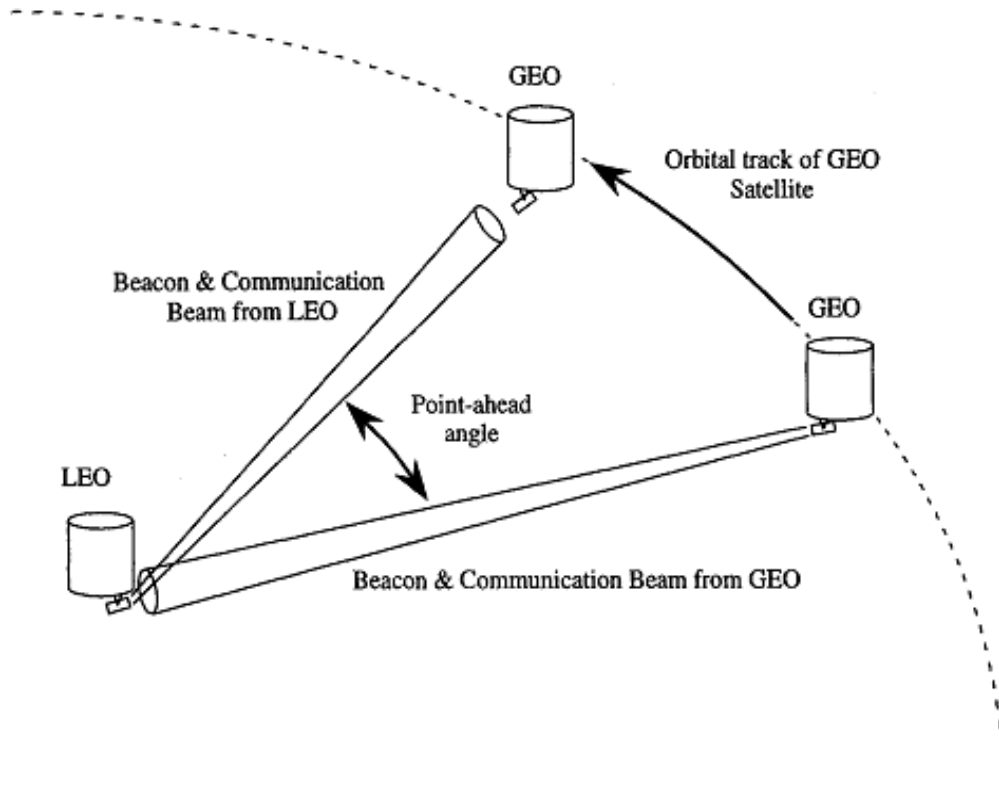 GEO
Orbital track of GEO
Satellite
Beacon & Communication
Beam from LEO
GEO
Point-ahead
angle
LEO
Beacon & Communication Beam from GEO